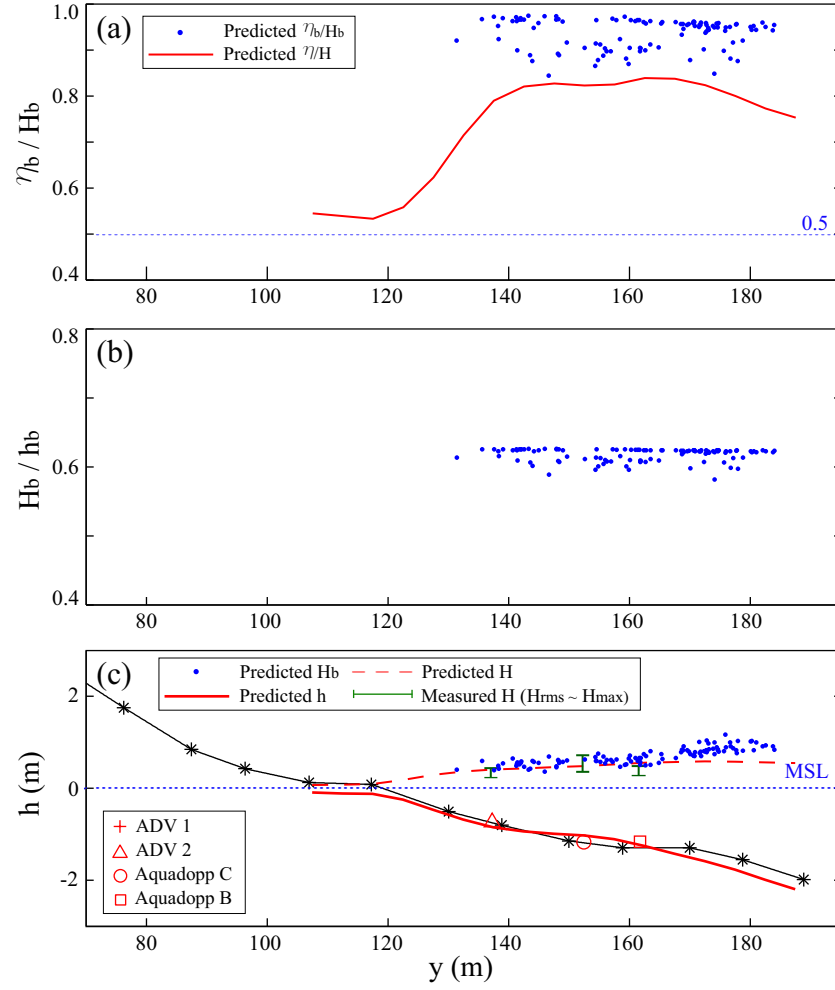 (a)
Predicted ηb/Hb
Predicted η/H
1.0
0.8
0.6
0.4
ηb / Hb
0.5
80 100 120 140 160 180
(b)
0.8
0.6
0.4
Hb / hb
80 100 120 140 160 180
(c)
Predicted Hb
Predicted H
Predicted h
Measured H (Hrms ~ Hmax)
2
0
-2
h (m)
MSL
ADV 1
ADV 2
Aquadopp C
Aquadopp B
80 100 120 140 160 180
y (m)